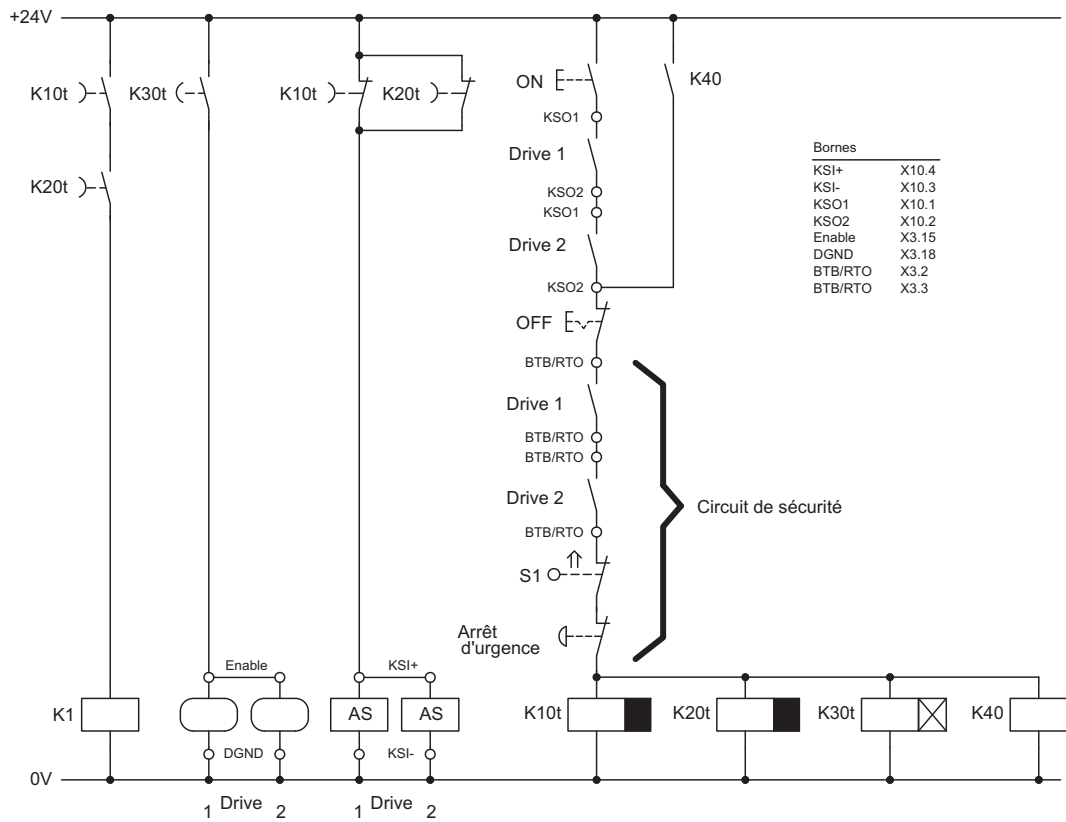 +24V
K10t
K30t
K10t
K20t
ON
K40
KSO1
Drive 1
KSO2
KSO1
Drive 2
KSO2
OFF
BTB/RTO
Drive 1
BTB/RTO
BTB/RTO
Drive 2
BTB/RTO
S1
Arrêt
d'urgence
K20t
Bornes
KSI+ X10.4
KSI- X10.3
KSO1 X10.1
KSO2 X10.2
Enable X3.15
DGND X3.18
BTB/RTO X3.2
BTB/RTO X3.3
Circuit de sécurité
Enable
KSI+
K1
AS
AS
K10t
K20t
K30t
K40
DGND
KSI-
0V
1 Drive 2
1 Drive 2